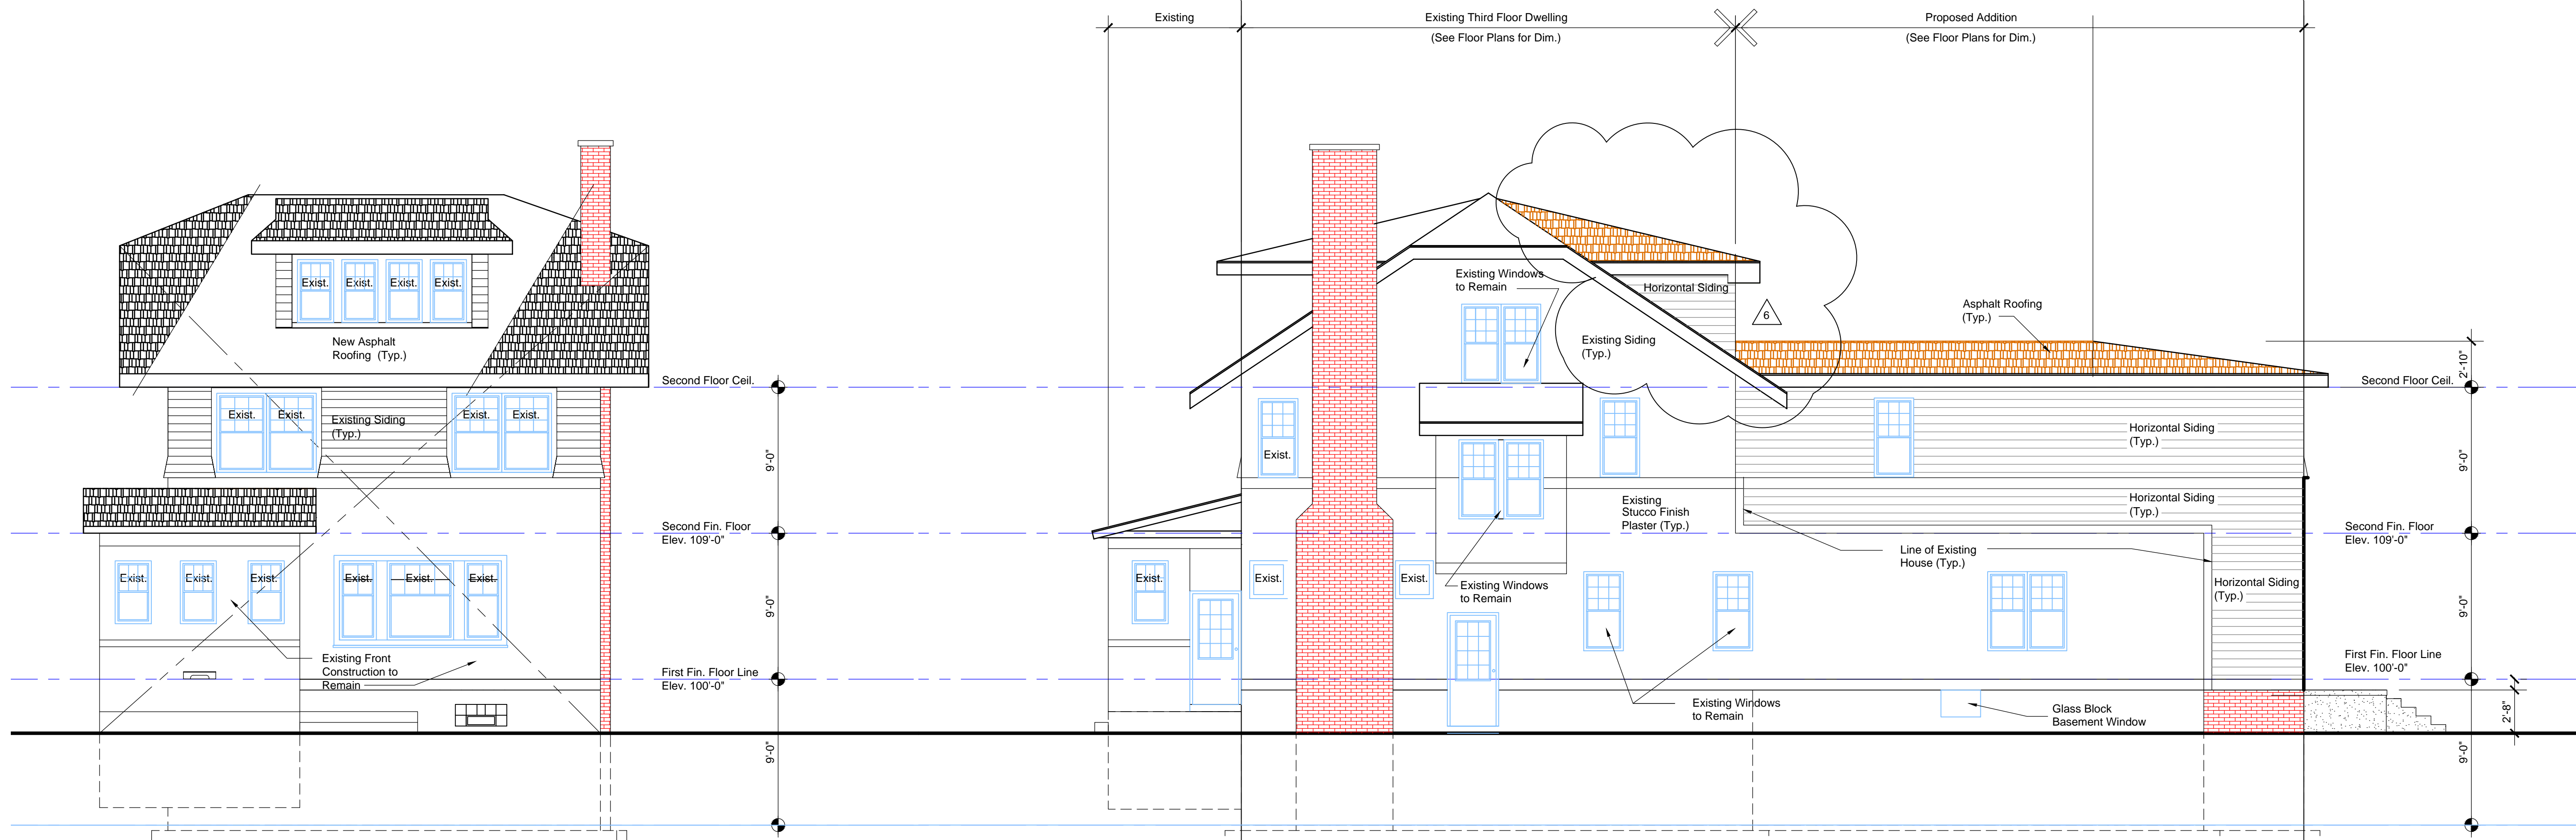 Existing
Existing Third Floor Dwelling
(See Floor Plans for Dim.)
Proposed Addition
(See Floor Plans for Dim.)
Exist.
Exist.
Exist.
Exist.
New Asphalt
Roofing (Typ.)
Exist.
Exist.
Exist.
Exist.
Existing Siding
(Typ.)
Exist.
Exist.
Exist.
Exist.
Exist.
Exist.
Existing Front
Construction to
Remain
Second Floor Ceil.
9'-0"
Second Fin. Floor
Elev. 109'-0"
9'-0"
First Fin. Floor Line
Elev. 100'-0"
9'-0"
Existing Windows
to Remain
Horizontal Siding
6
Existing Siding
(Typ.)
Asphalt Roofing
(Typ.)
Exist.
Existing
Stucco Finish
Plaster (Typ.)
Horizontal Siding
(Typ.)
Horizontal Siding
(Typ.)
Line of Existing
House (Typ.)
Horizontal Siding
(Typ.)
Exist.
Exist.
Exist.
Existing Windows
to Remain
Existing Windows
to Remain
Glass Block
Basement Window
2'-10"
Second Floor Ceil.
9'-0"
Second Fin. Floor
Elev. 109'-0"
9'-0"
First Fin. Floor Line
Elev. 100'-0"
2'-8"
9'-0"